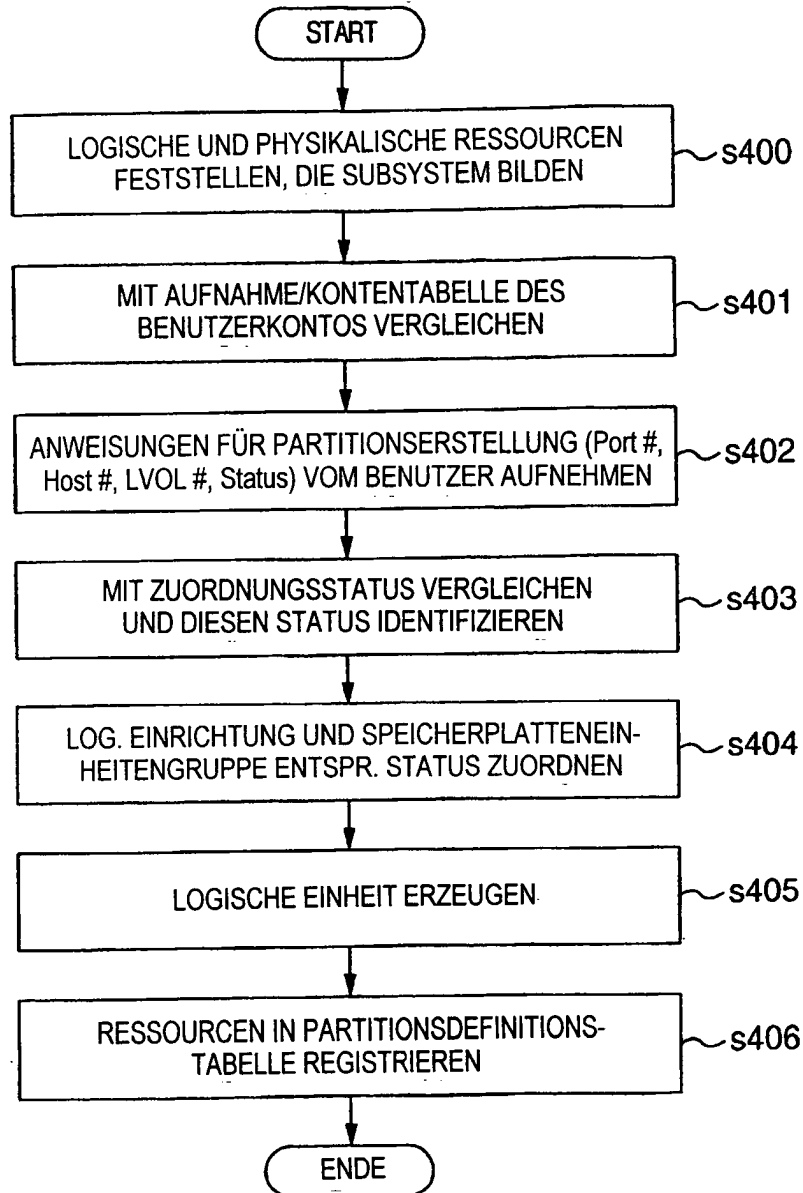 START
LOGISCHE UND PHYSIKALISCHE RESSOURCEN
FESTSTELLEN, DIE SUBSYSTEM BILDEN
s400
MIT AUFNAHME/KONTENTABELLE DES
BENUTZERKONTOS VERGLEICHEN
s401
ANWEISUNGEN FÜR PARTITIONSERSTELLUNG (Port #,
Host #, LVOL #, Status) VOM BENUTZER AUFNEHMEN
s402
MIT ZUORDNUNGSSTATUS VERGLEICHEN
UND DIESEN STATUS IDENTIFIZIEREN
s403
LOG. EINRICHTUNG UND SPEICHERPLATTENEIN-
HEITENGRUPPE ENTSPR. STATUS ZUORDNEN
s404
LOGISCHE EINHEIT ERZEUGEN
s405
RESSOURCEN IN PARTITIONSDEFINITIONS-
TABELLE REGISTRIEREN
s406
ENDE